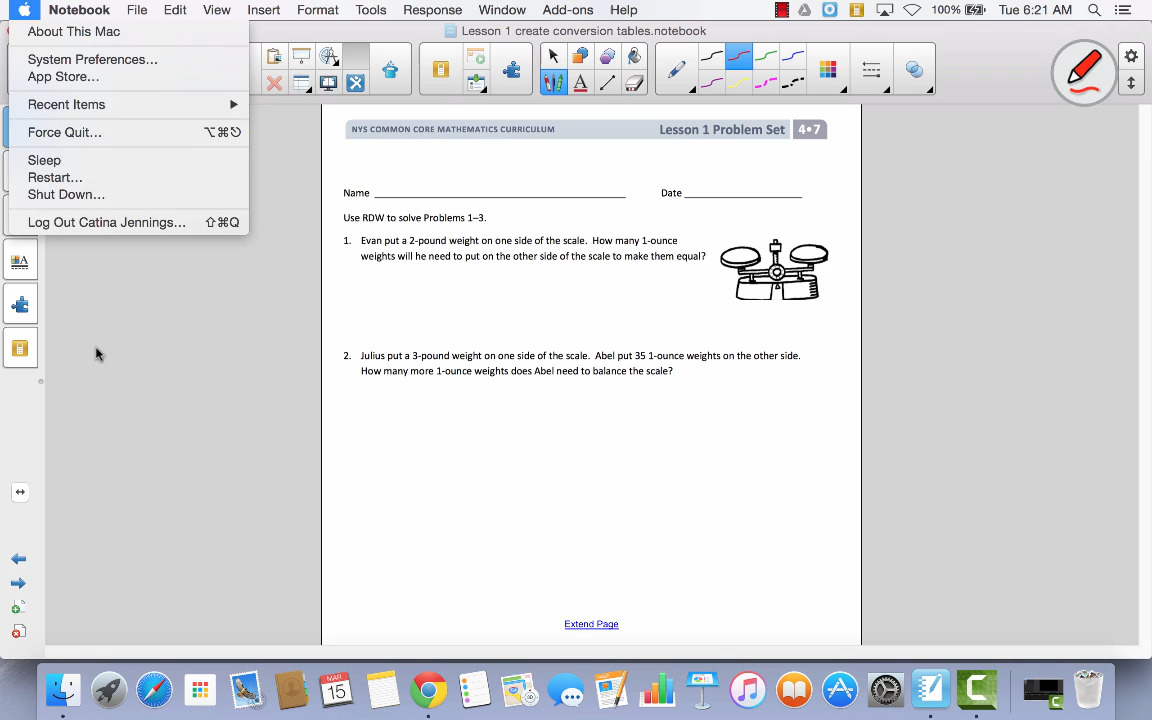 Notebook File Edit View Insert Format Tools Response Window Add-ons Help 100% Tue 6:21 AM
Lesson 1 create conversion tables.notebook
About This Mac
System Preferences...
App Store...
Recent Items
Force Quit... ⌥⌘⎋
Sleep
Restart...
Shut Down...
Log Out Catina Jennings... ⇧⌘Q
NYS COMMON CORE MATHEMATICS CURRICULUM Lesson 1 Problem Set 4•7
Name Date
Use RDW to solve Problems 1–3.
1. Evan put a 2-pound weight on one side of the scale. How many 1-ounce
weights will he need to put on the other side of the scale to make them equal?
2. Julius put a 3-pound weight on one side of the scale. Abel put 35 1-ounce weights on the other side.
How many more 1-ounce weights does Abel need to balance the scale?
Extend Page
MAR
15